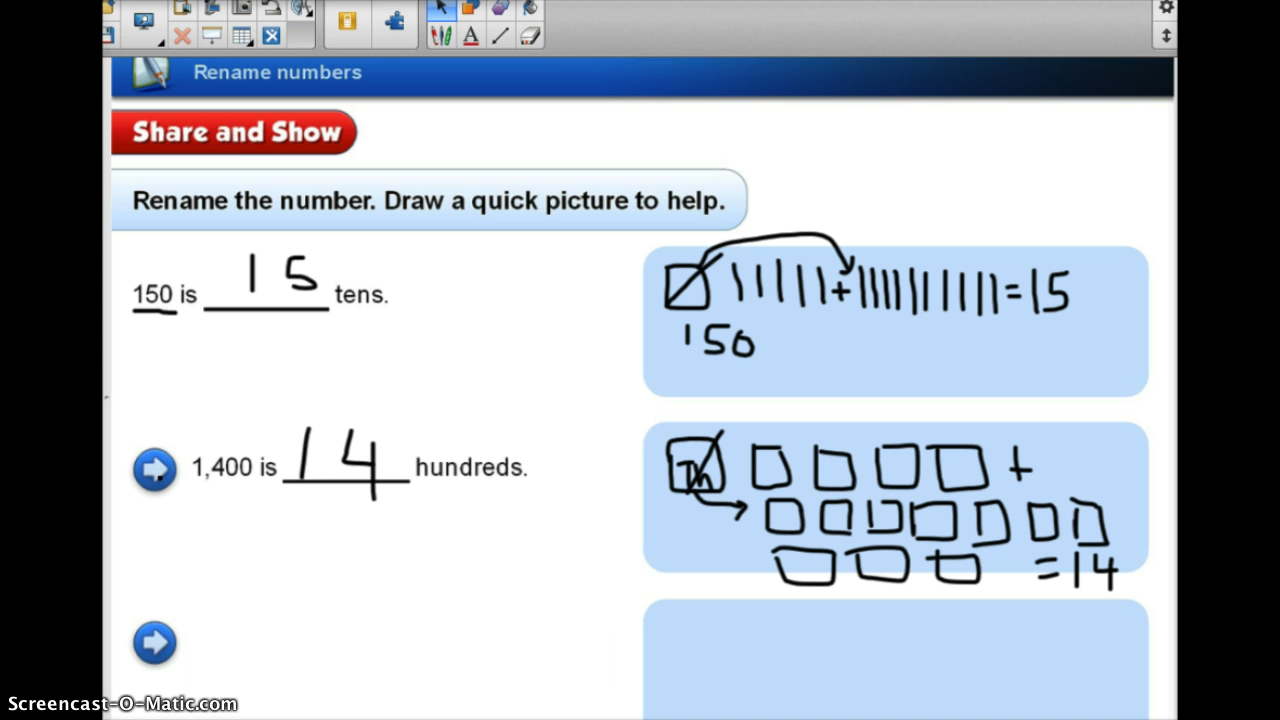 Rename numbers
Share and Show
Rename the number. Draw a quick picture to help.
150 is 15 tens.
+ = 15
150
1,400 is 14 hundreds.
Th +
= 14
Screencast-O-Matic.com